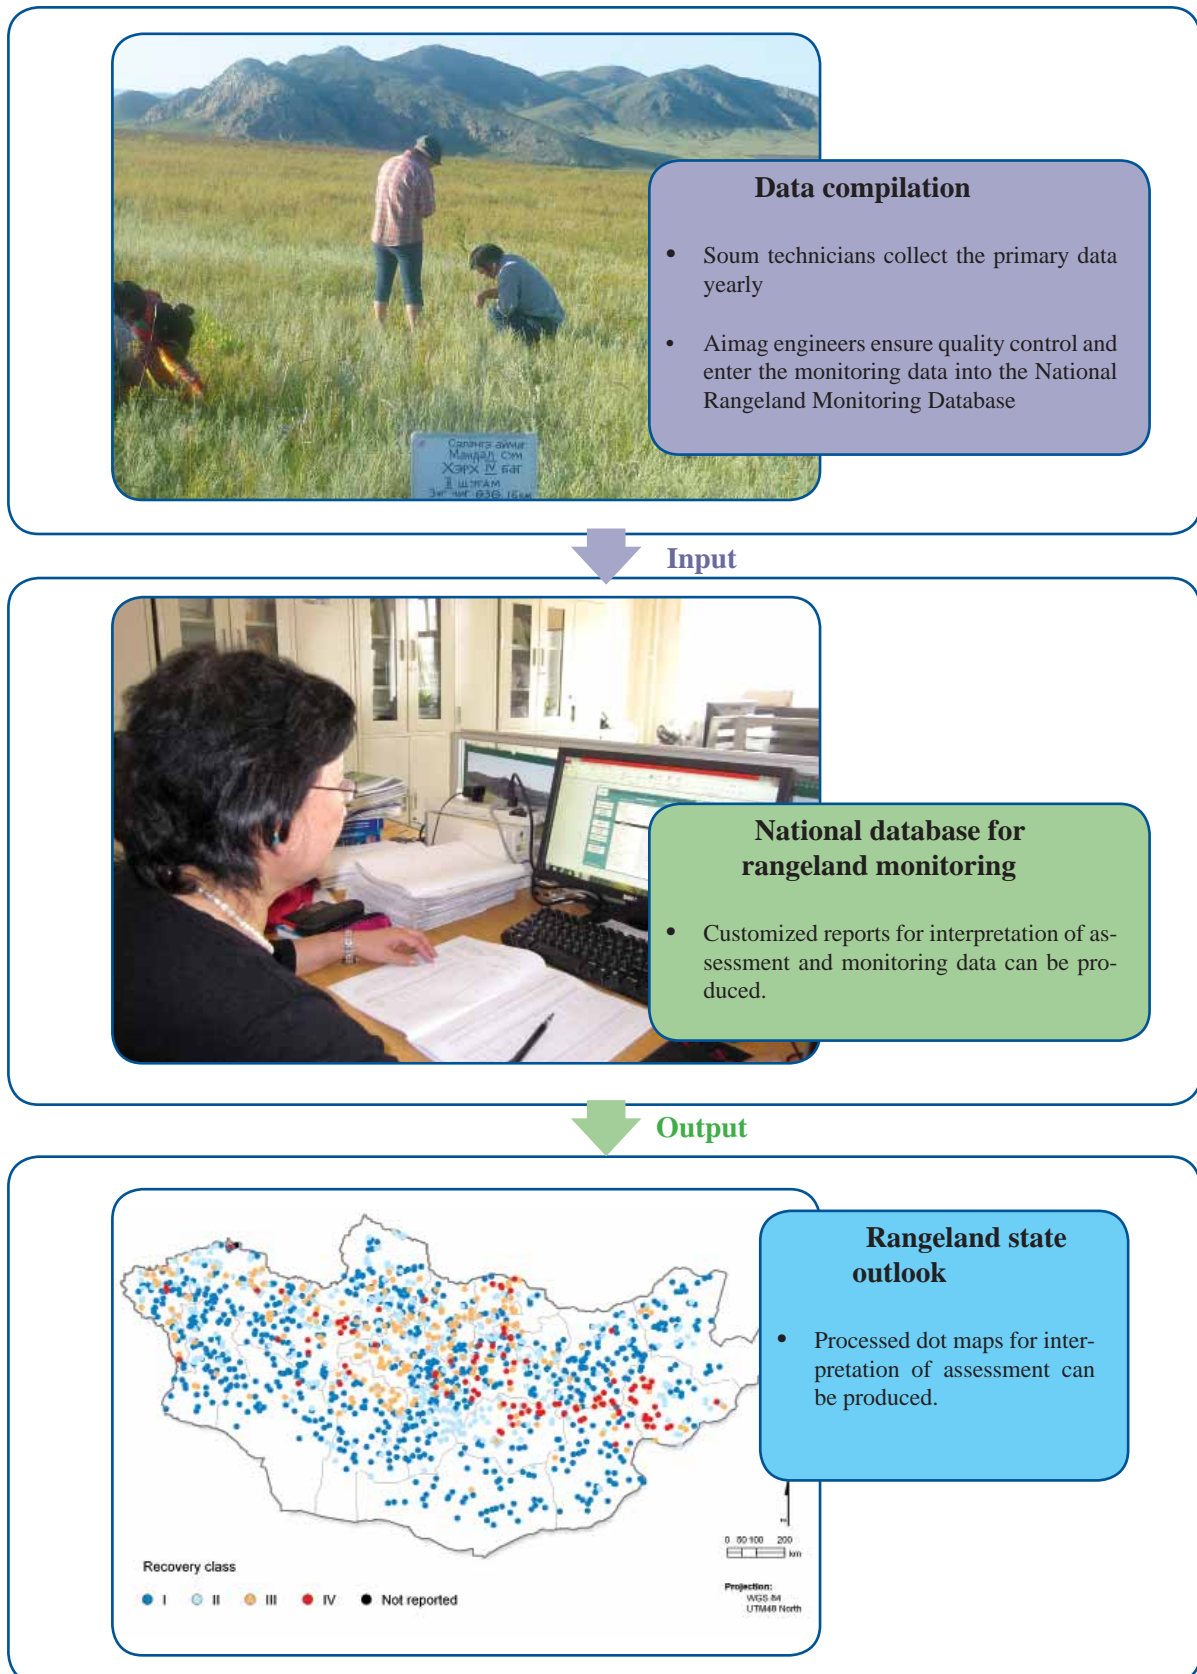 Data compilation
• Soum technicians collect the primary data
yearly
• Aimag engineers ensure quality control and
enter the monitoring data into the National
Rangeland Monitoring Database
Сэлэнгэ аймаг
Мандал сум
Хэрх IV баг
II шугам
Input
National database for
rangeland monitoring
• Customized reports for interpretation of as-
sessment and monitoring data can be pro-
duced.
Output
Rangeland state
outlook
• Processed dot maps for inter-
pretation of assessment can
be produced.
0 50 100 200
km
Recovery class
I II III IV Not reported
Projection:
WGS 84
UTM48 North